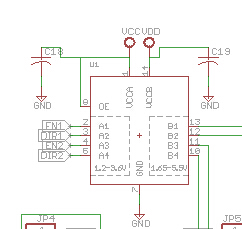 VCC VDD
C18
C19
U1
1
14
VCCA
VCCB
GND
GND
8
OE
EN1 2 A1 B1 13
DIR1 3 A2 B2 12
EN2 4 A3 B3 11
DIR2 5 A4 B4 10
1.2-3.6V
GND
1.65-5.5V
7
GND
JP4
JP5